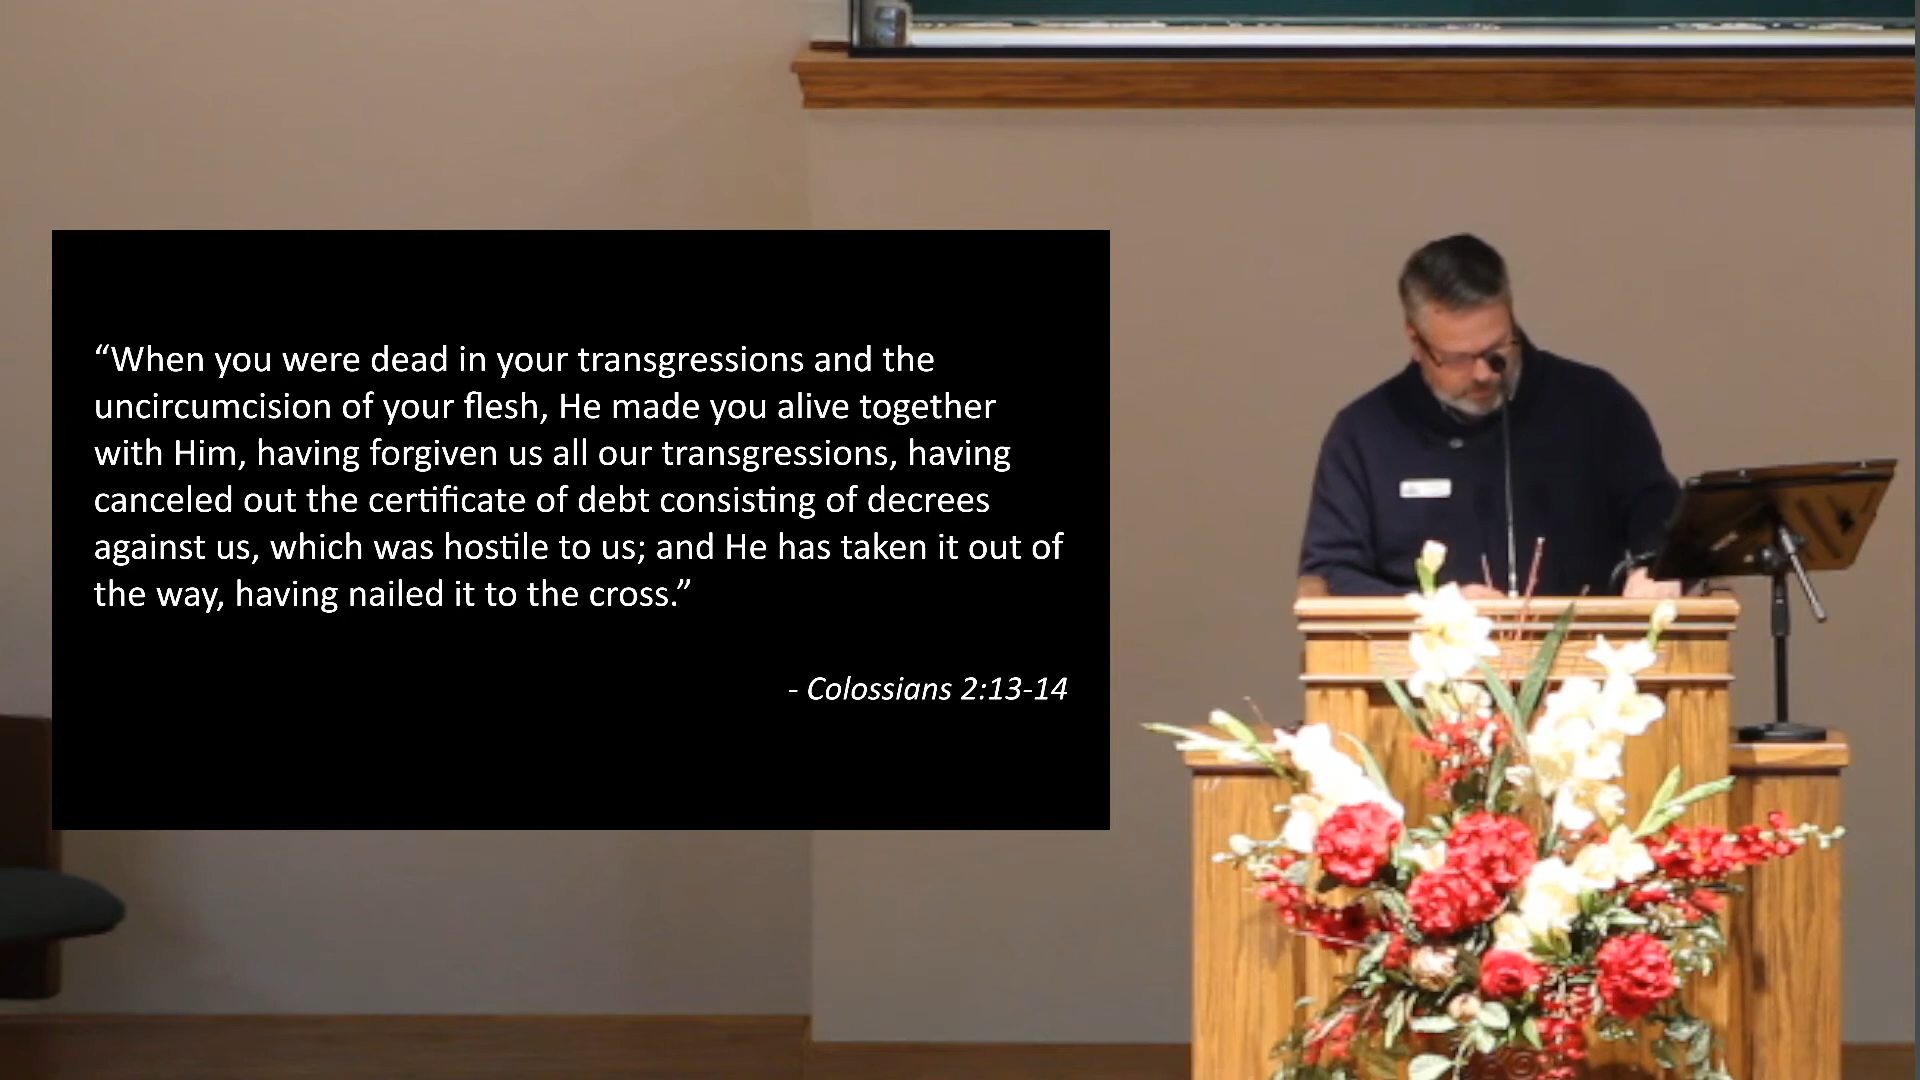 “When you were dead in your transgressions and the
uncircumcision of your flesh, He made you alive together
with Him, having forgiven us all our transgressions, having
canceled out the certificate of debt consisting of decrees
against us, which was hostile to us; and He has taken it out of
the way, having nailed it to the cross.”
- Colossians 2:13-14